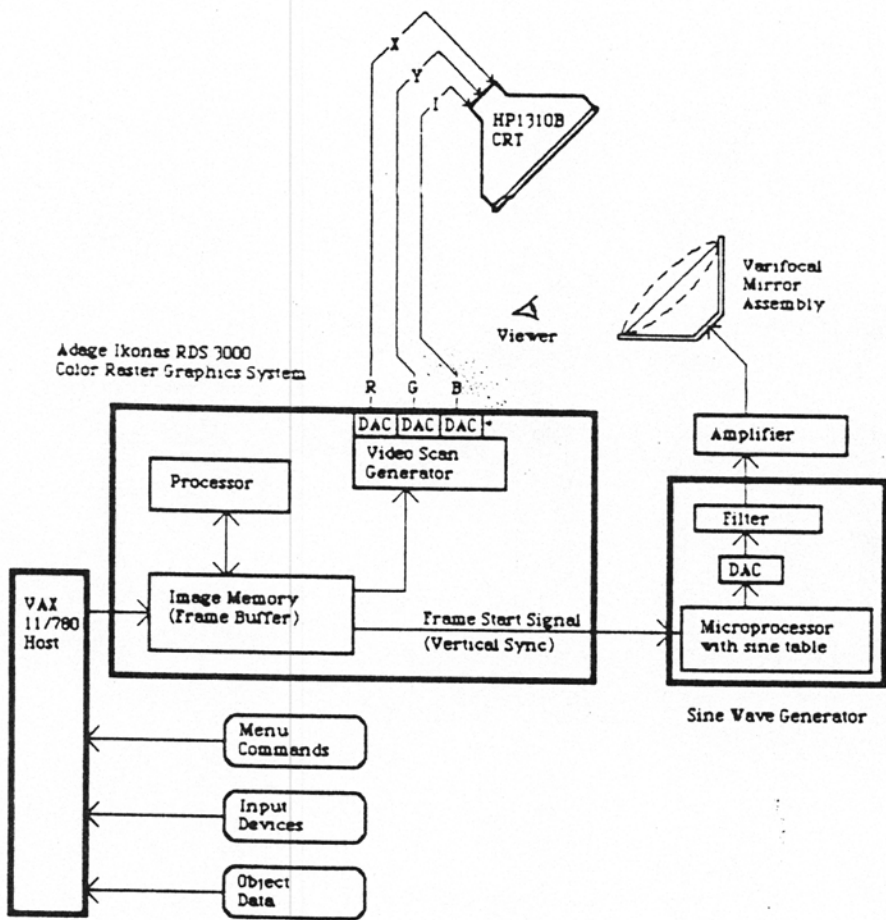 X
Y
I
HP1310B
CRT
Viewer
Varifocal
Mirror
Assembly
Adage Ikonas RDS 3000
Color Raster Graphics System
R G B
DAC DAC DAC
Video Scan
Generator
Processor
Image Memory
(Frame Buffer)
VAX
11/780
Host
Frame Start Signal
(Vertical Sync)
Amplifier
Filter
DAC
Microprocessor
with sine table
Sine Wave Generator
Menu
Commands
Input
Devices
Object
Data